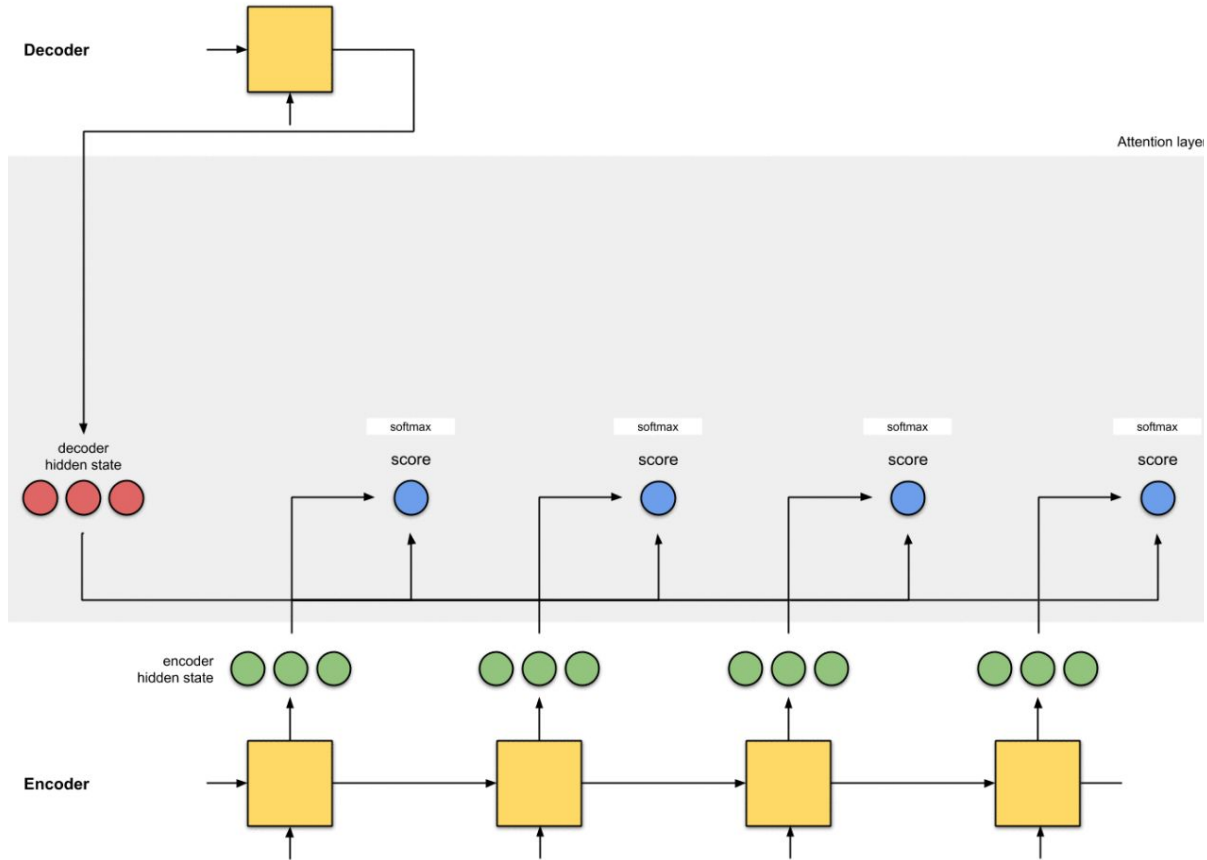 Decoder
Attention layer
softmax
softmax
softmax
softmax
decoder
hidden state
score
score
score
score
encoder
hidden state
Encoder